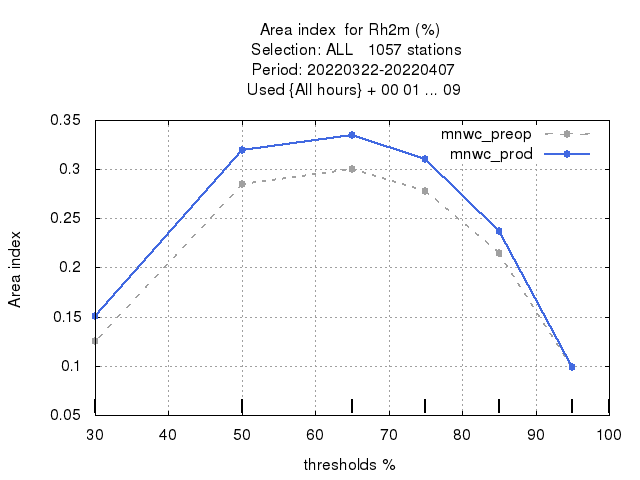 Area index  for Rh2m (%)
Selection: ALL   1057 stations
Period: 20220322-20220407
Used {All hours} + 00 01 ... 09
mnwc_preop
mnwc_prod
0.35
0.3
0.25
0.2
0.15
0.1
0.05
Area index
30 40 50 60 70 80 90 100
thresholds %